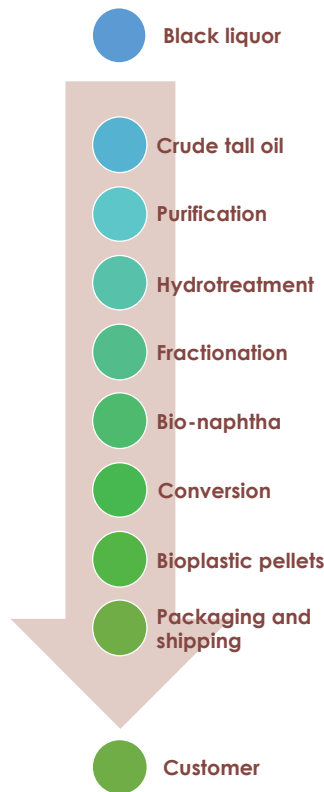 Black liquor
Crude tall oil
Purification
Hydrotreatment
Fractionation
Bio-naphtha
Conversion
Bioplastic pellets
Packaging and
shipping
Customer